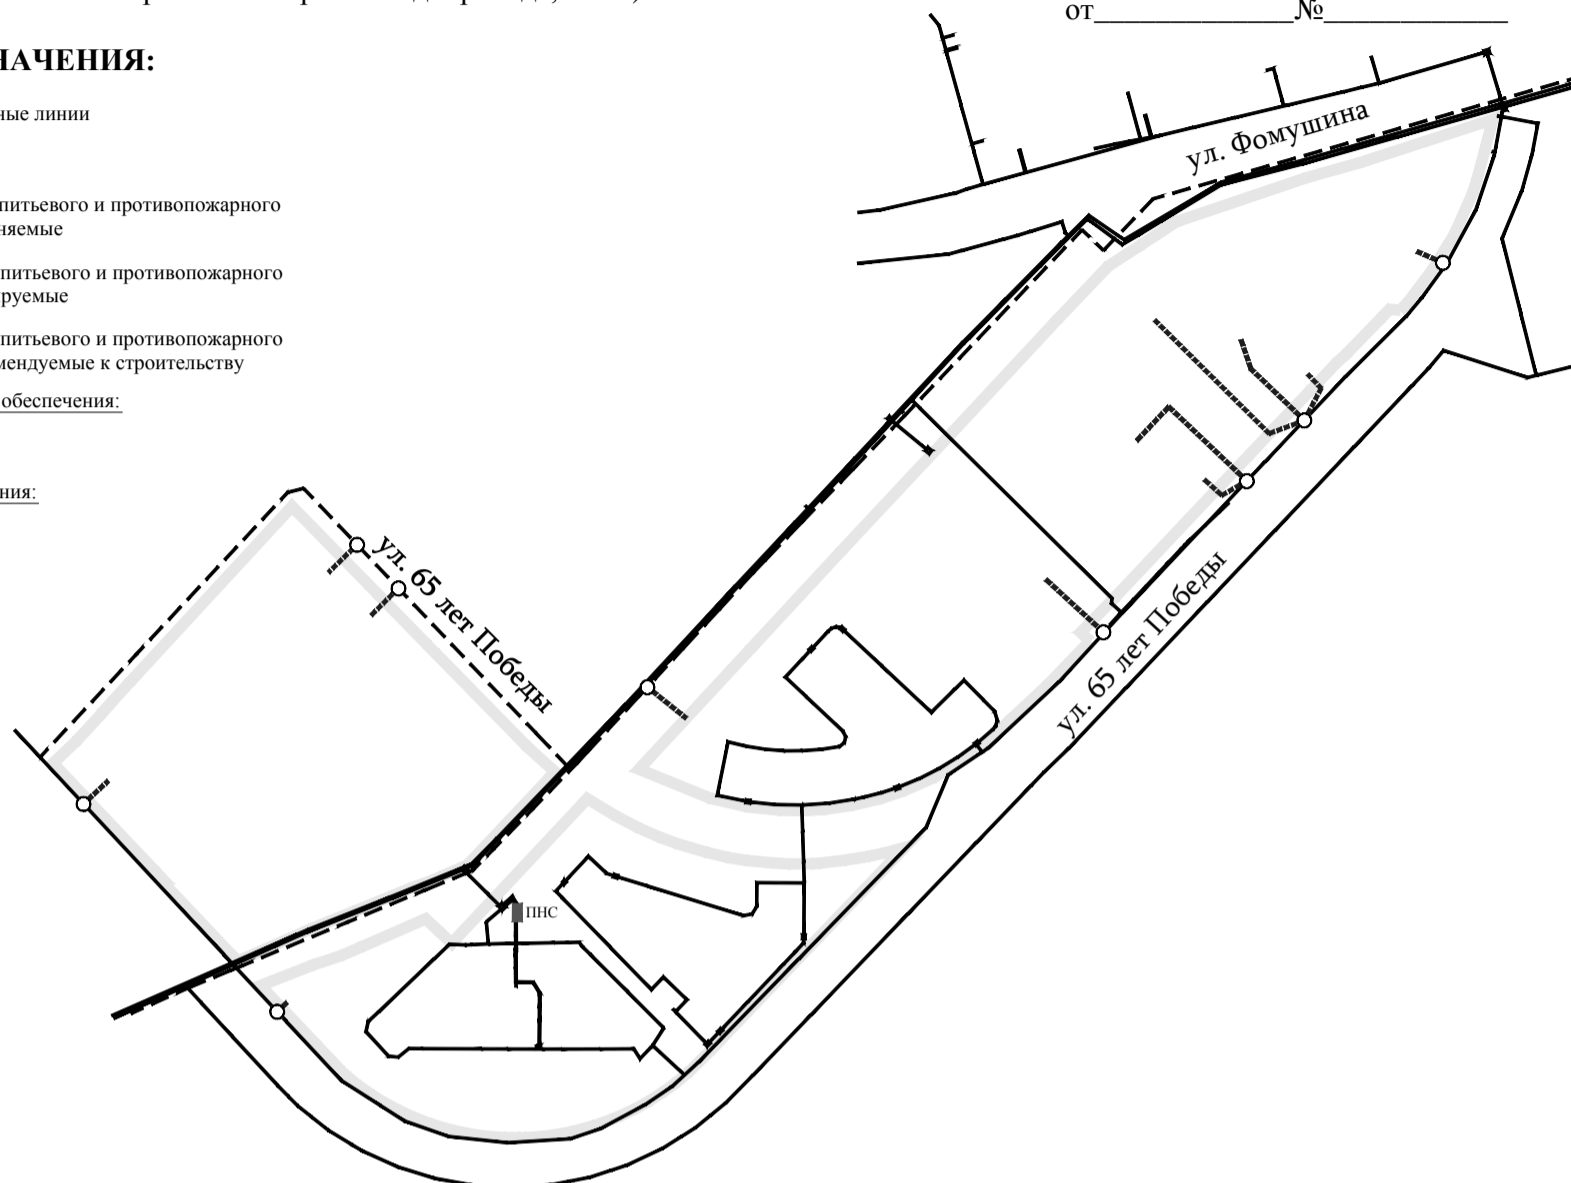 от_____________№____________
НАЧЕНИЯ:
ные линии
питьевого и противопожарного
няемые
питьевого и противопожарного
руемые
питьевого и противопожарного
мендуемые к строительству
обеспечения:
ния:
ул. Фомушина
ул. 65 лет Победы
ул. 65 лет Победы
ПНС